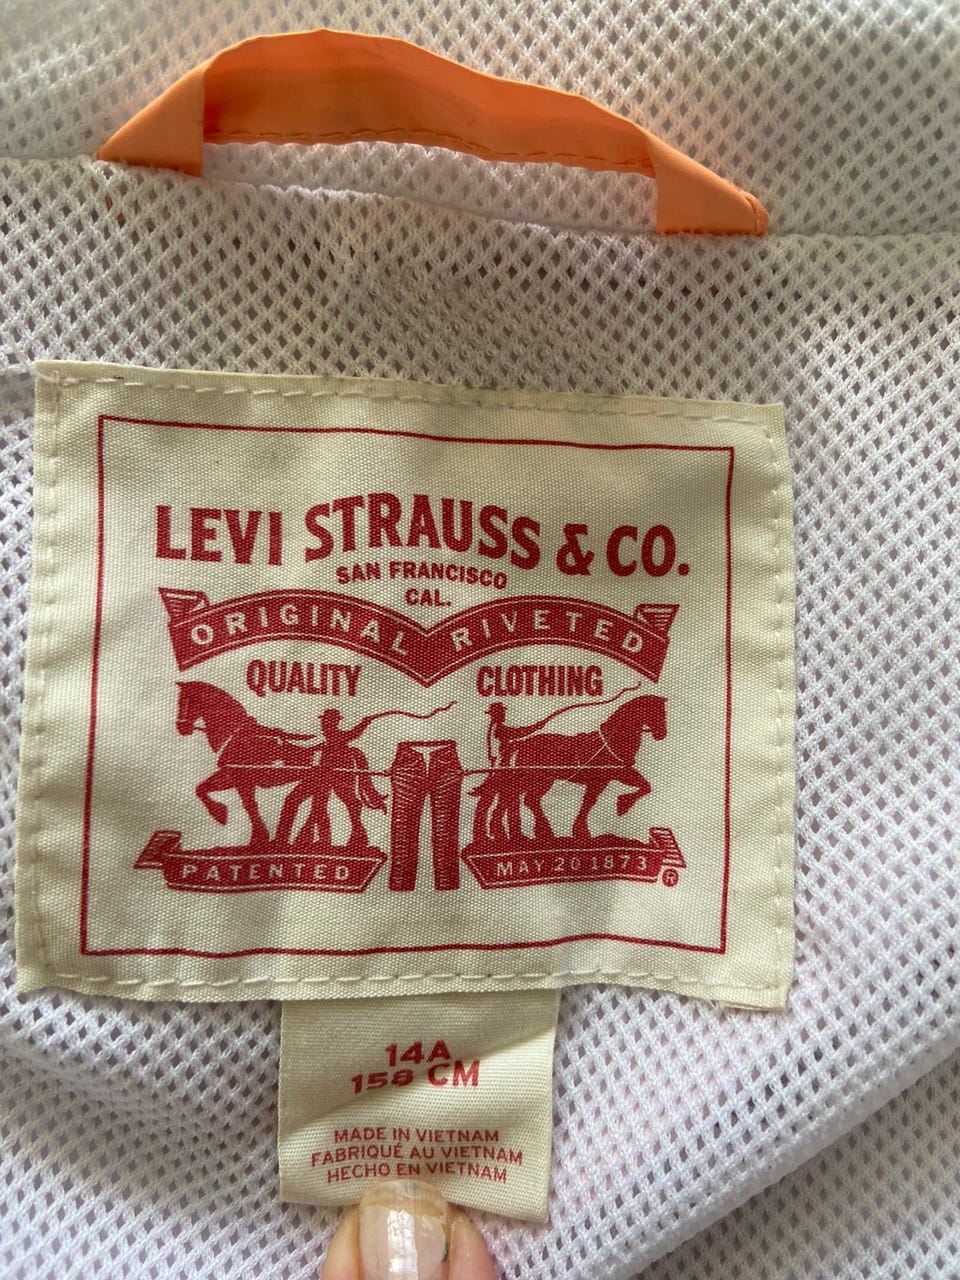 LEVI STRAUSS & CO.
SAN FRANCISCO
CAL.
ORIGINAL RIVETED
QUALITY CLOTHING
PATENTED MAY 20 1873 ®
14A
158 CM
MADE IN VIETNAM
FABRIQUÉ AU VIETNAM
HECHO EN VIETNAM